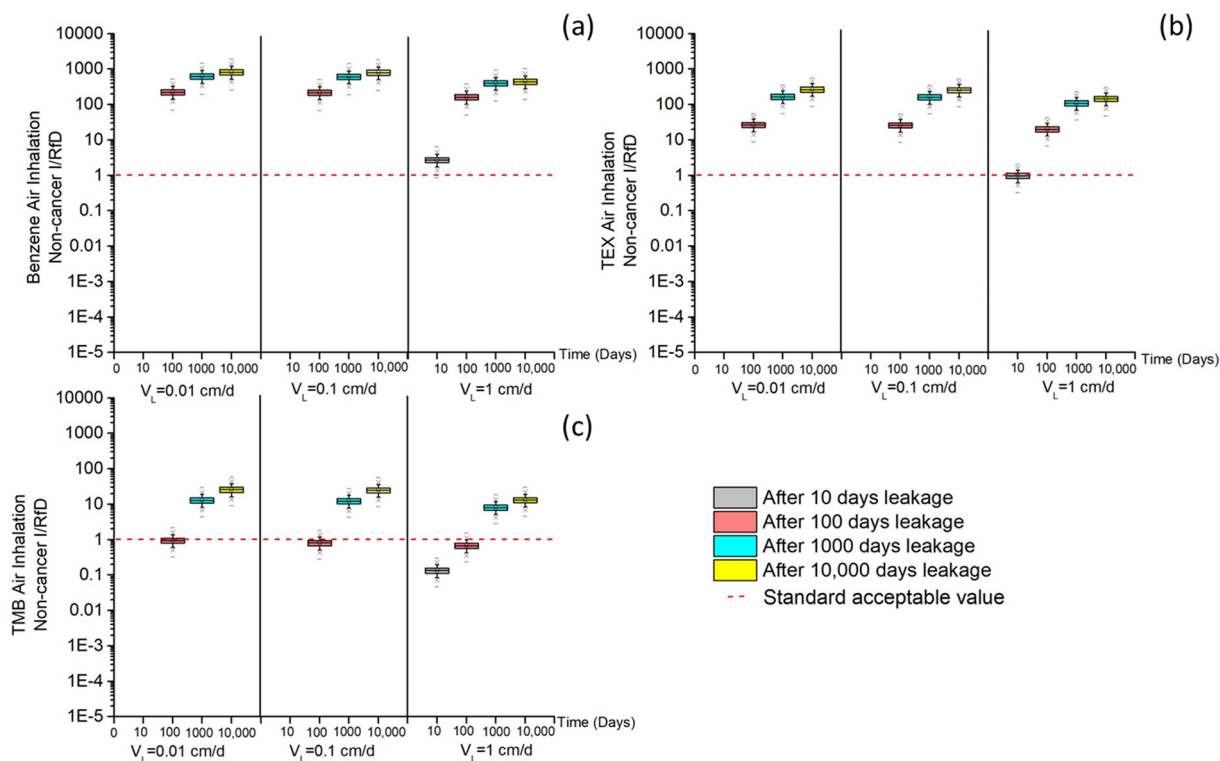 (a)
Benzene Air Inhalation
Non-cancer I/RfD
10000
1000
100
10
1
0.1
0.01
1E-3
1E-4
1E-5
0 10 100 1000 10,000 10 100 1000 10,000 10 100 1000 10,000
Time (Days)
V_L=0.01 cm/d V_L=0.1 cm/d V_L=1 cm/d
(b)
TEX Air Inhalation
Non-cancer I/RfD
10000
1000
100
10
1
0.1
0.01
1E-3
1E-4
1E-5
0 10 100 1000 10,000 10 100 1000 10,000 10 100 1000 10,000
Time (Days)
V_L=0.01 cm/d V_L=0.1 cm/d V_L=1 cm/d
(c)
TMB Air Inhalation
Non-cancer I/RfD
10000
1000
100
10
1
0.1
0.01
1E-3
1E-4
1E-5
0 10 100 1000 10,000 10 100 1000 10,000 10 100 1000 10,000
Time (Days)
V_L=0.01 cm/d V_L=0.1 cm/d V_L=1 cm/d
After 10 days leakage
After 100 days leakage
After 1000 days leakage
After 10,000 days leakage
Standard acceptable value